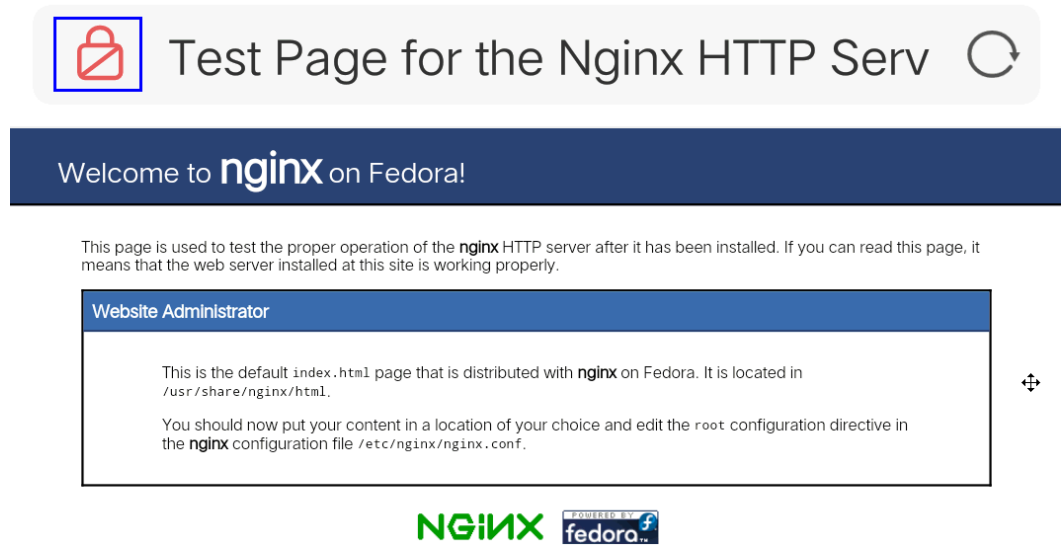 Test Page for the Nginx HTTP Serv
Welcome to nginx on Fedora!
This page is used to test the proper operation of the nginx HTTP server after it has been installed. If you can read this page, it
means that the web server installed at this site is working properly.
Website Administrator
This is the default index.html page that is distributed with nginx on Fedora. It is located in
/usr/share/nginx/html.
You should now put your content in a location of your choice and edit the root configuration directive in
the nginx configuration file /etc/nginx/nginx.conf.
NGiNX
POWERED BY
fedora™